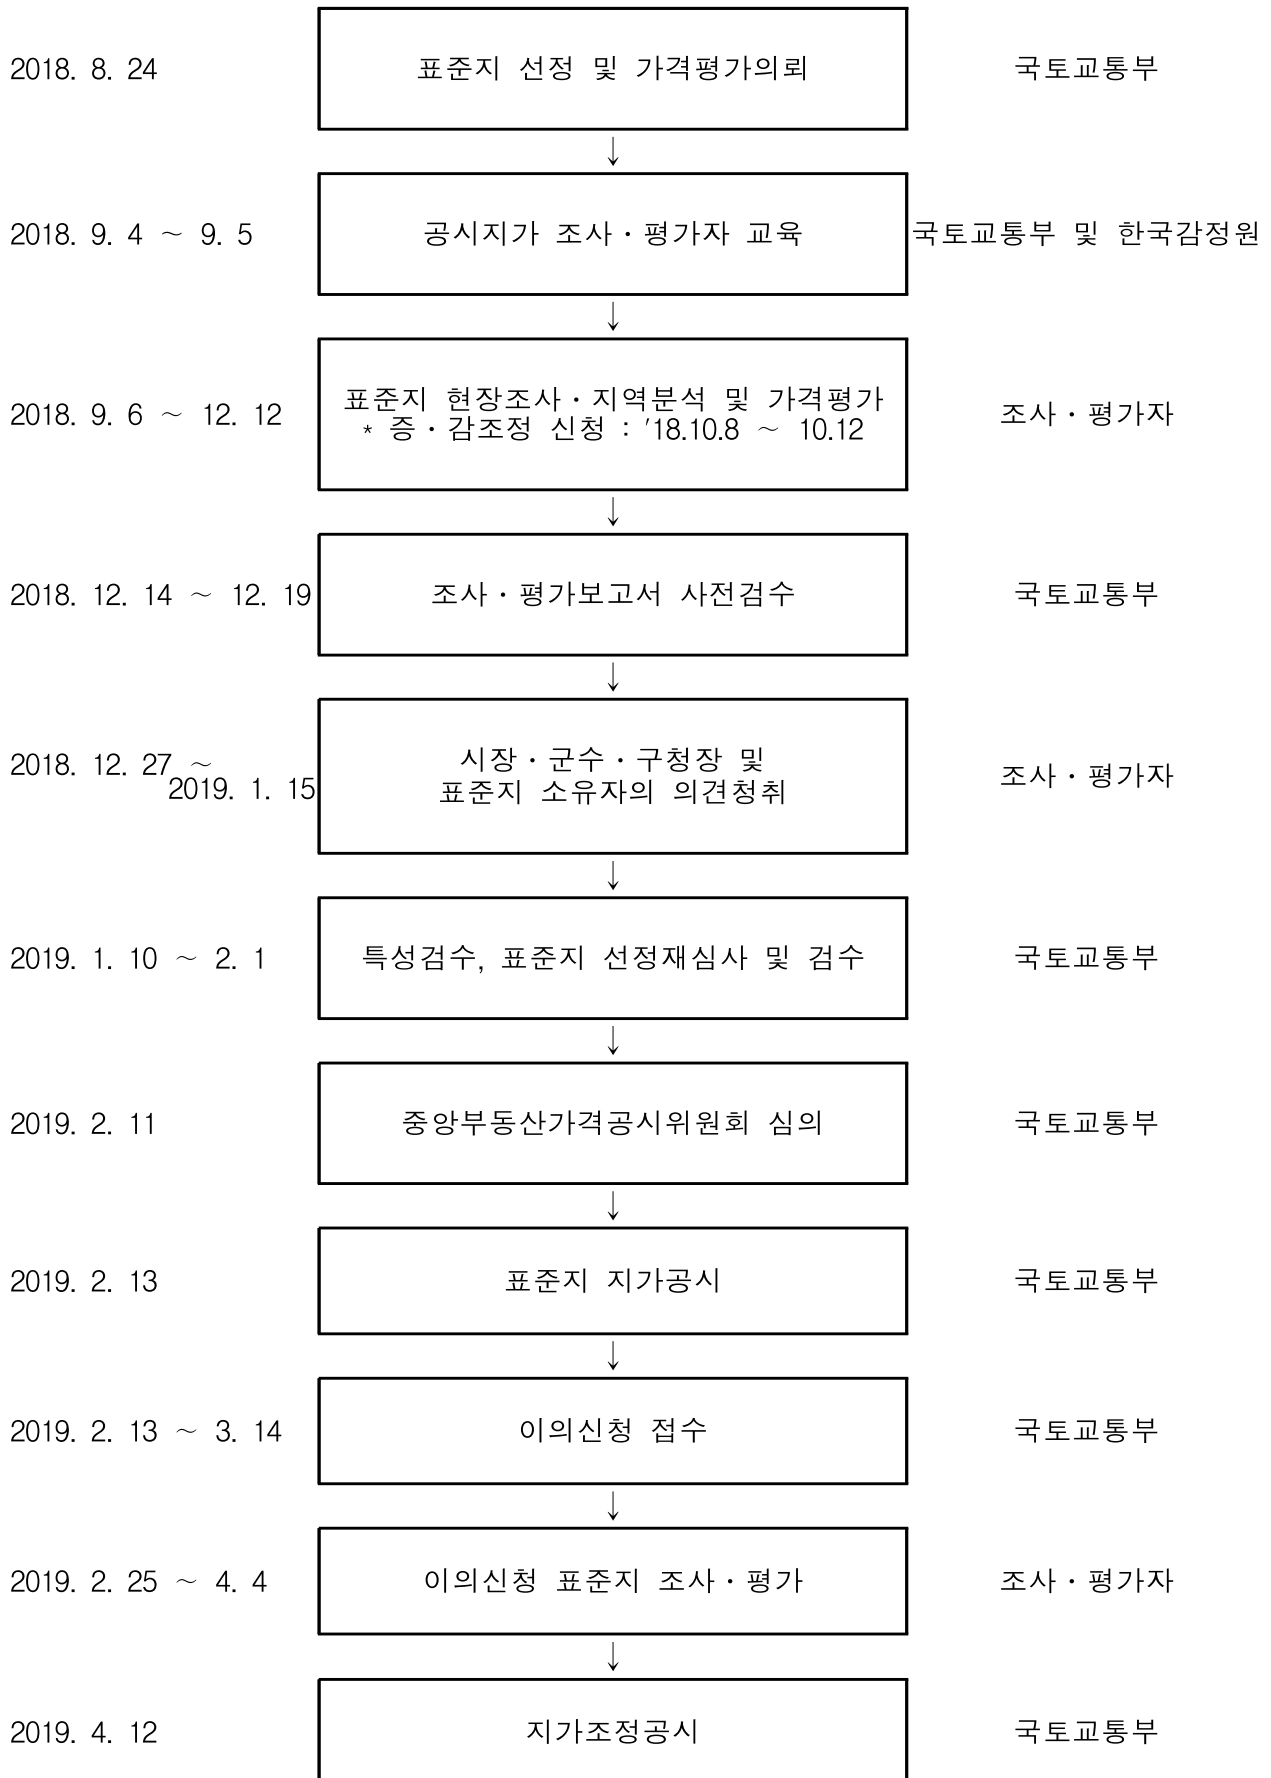 2018. 8. 24 표준지 선정 및 가격평가의뢰 국토교통부
2018. 9. 4 ~ 9. 5 공시지가 조사·평가자 교육 국토교통부 및 한국감정원
표준지 현장조사·지역분석 및 가격평가
2018. 9. 6 ~ 12. 12 * 증·감조정 신청 : '18.10.8 ~ 10.12 조사·평가자
2018. 12. 14 ~ 12. 19 조사·평가보고서 사전검수 국토교통부
2018. 12. 27 ~ 시장·군수·구청장 및
2019. 1. 15 표준지 소유자의 의견청취 조사·평가자
2019. 1. 10 ~ 2. 1 특성검수, 표준지 선정재심사 및 검수 국토교통부
2019. 2. 11 중앙부동산가격공시위원회 심의 국토교통부
2019. 2. 13 표준지 지가공시 국토교통부
2019. 2. 13 ~ 3. 14 이의신청 접수 국토교통부
2019. 2. 25 ~ 4. 4 이의신청 표준지 조사·평가 조사·평가자
2019. 4. 12 지가조정공시 국토교통부